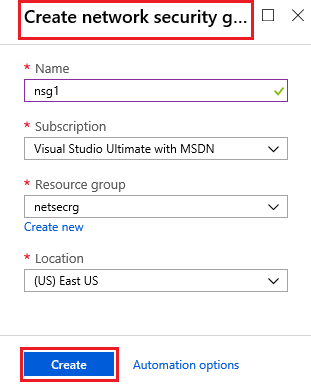 Create network security g...
* Name
nsg1
* Subscription
Visual Studio Ultimate with MSDN
* Resource group
netsecrg
Create new
* Location
(US) East US
Create
Automation options